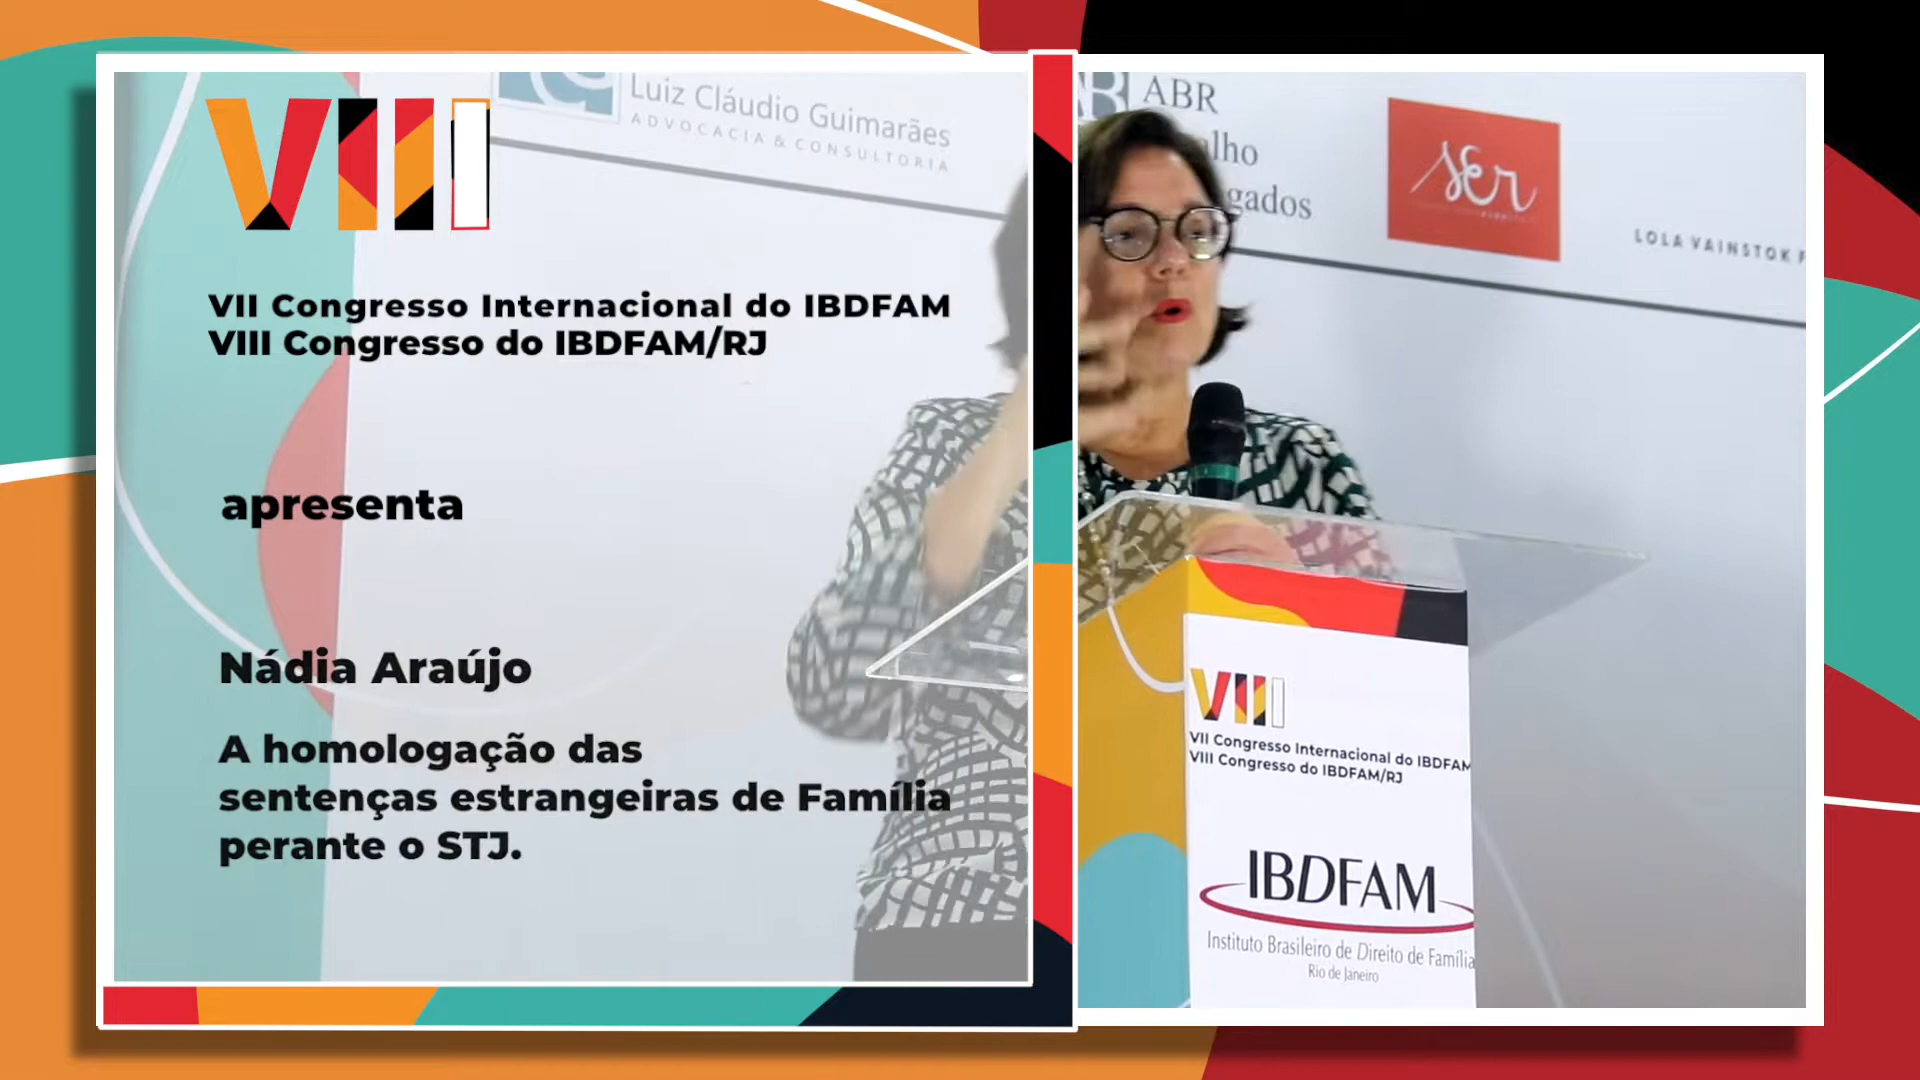 VIII
Luiz Cláudio Guimarães
ADVOCACIA & CONSULTORIA
VII Congresso Internacional do IBDFAM
VIII Congresso do IBDFAM/RJ
apresenta
Nádia Araújo
A homologação das
sentenças estrangeiras de Família
perante o STJ.
ABR
alho
gados
ser
LOLA VAINSTOK
VIII
VII Congresso Internacional do IBDFAM
VIII Congresso do IBDFAM/RJ
IBDFAM
Instituto Brasileiro de Direito de Família
Rio de Janeiro